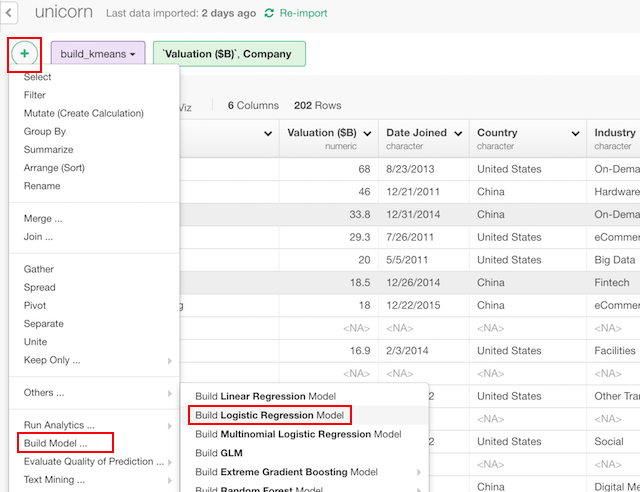 unicorn Last data imported: 2 days ago Re-import
+ build_kmeans `Valuation ($B)`, Company
Select
Filter
Viz 6 Columns 202 Rows
Mutate (Create Calculation)
Group By
Summarize
Arrange (Sort)
Rename
Merge ...
Join ...
Gather
Spread
Pivot
Separate
Unite
Keep Only ...
Others ...
Run Analytics ...
Build Model ...
Evaluate Quality of Prediction ...
Text Mining ...
Valuation ($B) Date Joined Country Industry
numeric character character character
68 8/23/2013 United States On-Dema
46 12/21/2011 China Hardware
33.8 12/31/2014 China On-Dema
29.3 7/26/2011 United States eComme
20 5/5/2011 United States Big Data
18.5 12/26/2014 China Fintech
g 18 12/22/2015 China eComme
<NA> <NA> <NA> <NA>
16.9 2/3/2014 United States Facilities
<NA> <NA> <NA> <NA>
2 United States Other Tran
<NA> <NA>
2 China Social
<NA> <NA>
China Digital Me
Build Linear Regression Model
Build Logistic Regression Model
Build Multinomial Logistic Regression Model
Build GLM
Build Extreme Gradient Boosting Model
Build Random Forest Model